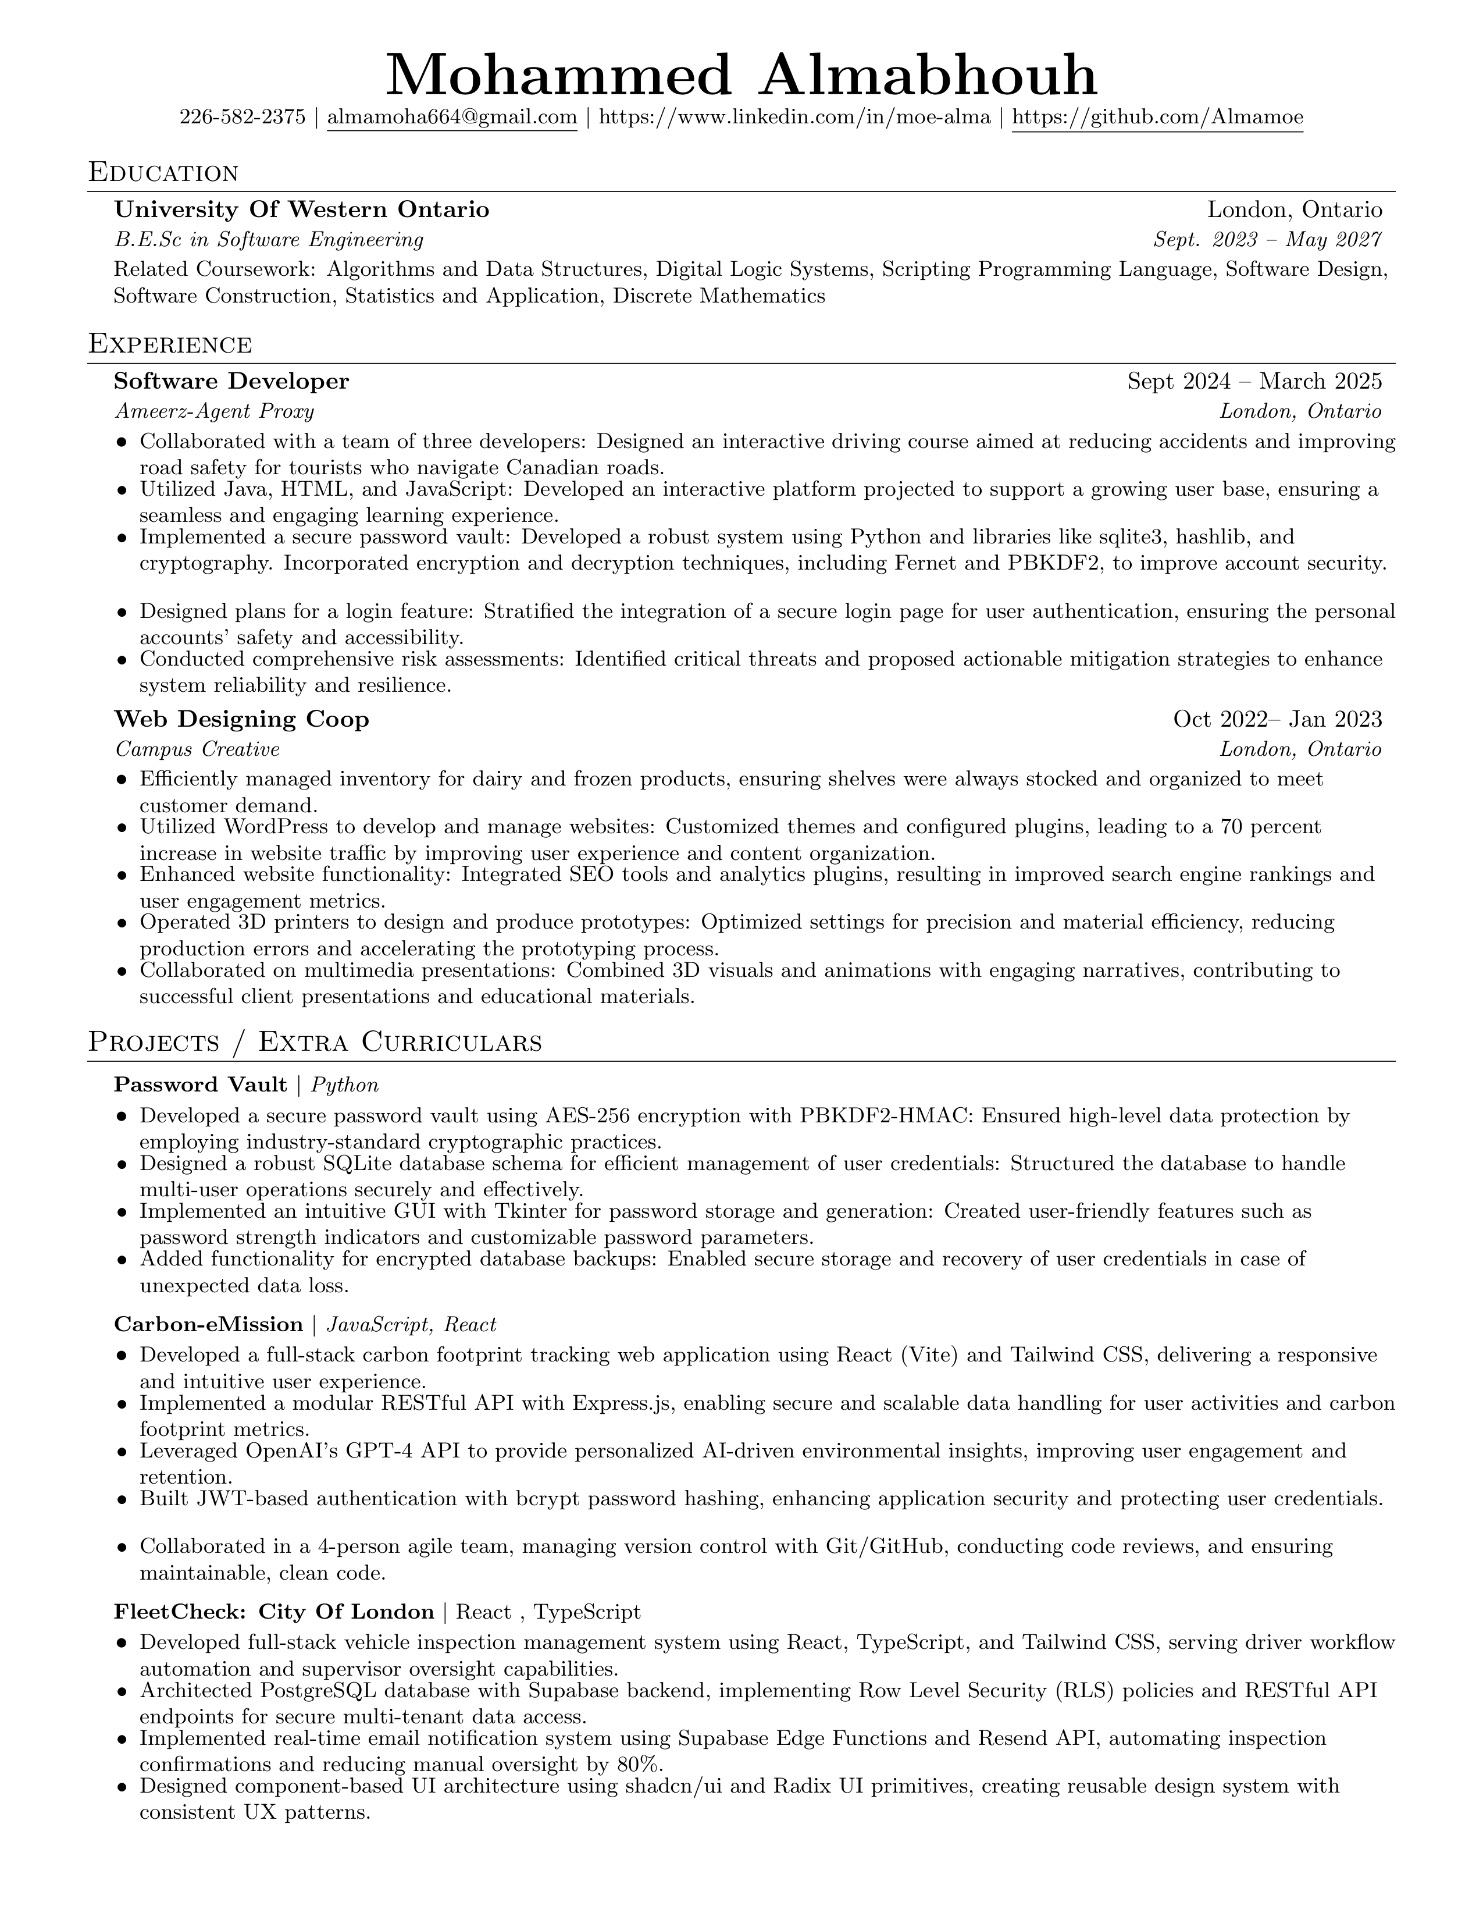 Mohammed Almabhouh
226-582-2375 | almamoha664@gmail.com | https://www.linkedin.com/in/moe-alma | https://github.com/Almamoe
Education
University Of Western Ontario London, Ontario
B.E.Sc in Software Engineering Sept. 2023 – May 2027
Related Coursework: Algorithms and Data Structures, Digital Logic Systems, Scripting Programming Language, Software Design,
Software Construction, Statistics and Application, Discrete Mathematics
Experience
Software Developer Sept 2024 – March 2025
Ameerz-Agent Proxy London, Ontario
• Collaborated with a team of three developers: Designed an interactive driving course aimed at reducing accidents and improving
road safety for tourists who navigate Canadian roads.
• Utilized Java, HTML, and JavaScript: Developed an interactive platform projected to support a growing user base, ensuring a
seamless and engaging learning experience.
• Implemented a secure password vault: Developed a robust system using Python and libraries like sqlite3, hashlib, and
cryptography. Incorporated encryption and decryption techniques, including Fernet and PBKDF2, to improve account security.
• Designed plans for a login feature: Stratified the integration of a secure login page for user authentication, ensuring the personal
accounts' safety and accessibility.
• Conducted comprehensive risk assessments: Identified critical threats and proposed actionable mitigation strategies to enhance
system reliability and resilience.
Web Designing Coop Oct 2022– Jan 2023
Campus Creative London, Ontario
• Efficiently managed inventory for dairy and frozen products, ensuring shelves were always stocked and organized to meet
customer demand.
• Utilized WordPress to develop and manage websites: Customized themes and configured plugins, leading to a 70 percent
increase in website traffic by improving user experience and content organization.
• Enhanced website functionality: Integrated SEO tools and analytics plugins, resulting in improved search engine rankings and
user engagement metrics.
• Operated 3D printers to design and produce prototypes: Optimized settings for precision and material efficiency, reducing
production errors and accelerating the prototyping process.
• Collaborated on multimedia presentations: Combined 3D visuals and animations with engaging narratives, contributing to
successful client presentations and educational materials.
Projects / Extra Curriculars
Password Vault | Python
• Developed a secure password vault using AES-256 encryption with PBKDF2-HMAC: Ensured high-level data protection by
employing industry-standard cryptographic practices.
• Designed a robust SQLite database schema for efficient management of user credentials: Structured the database to handle
multi-user operations securely and effectively.
• Implemented an intuitive GUI with Tkinter for password storage and generation: Created user-friendly features such as
password strength indicators and customizable password parameters.
• Added functionality for encrypted database backups: Enabled secure storage and recovery of user credentials in case of
unexpected data loss.
Carbon-eMission | JavaScript, React
• Developed a full-stack carbon footprint tracking web application using React (Vite) and Tailwind CSS, delivering a responsive
and intuitive user experience.
• Implemented a modular RESTful API with Express.js, enabling secure and scalable data handling for user activities and carbon
footprint metrics.
• Leveraged OpenAI's GPT-4 API to provide personalized AI-driven environmental insights, improving user engagement and
retention.
• Built JWT-based authentication with bcrypt password hashing, enhancing application security and protecting user credentials.
• Collaborated in a 4-person agile team, managing version control with Git/GitHub, conducting code reviews, and ensuring
maintainable, clean code.
FleetCheck: City Of London | React , TypeScript
• Developed full-stack vehicle inspection management system using React, TypeScript, and Tailwind CSS, serving driver workflow
automation and supervisor oversight capabilities.
• Architected PostgreSQL database with Supabase backend, implementing Row Level Security (RLS) policies and RESTful API
endpoints for secure multi-tenant data access.
• Implemented real-time email notification system using Supabase Edge Functions and Resend API, automating inspection
confirmations and reducing manual oversight by 80%.
• Designed component-based UI architecture using shadcn/ui and Radix UI primitives, creating reusable design system with
consistent UX patterns.